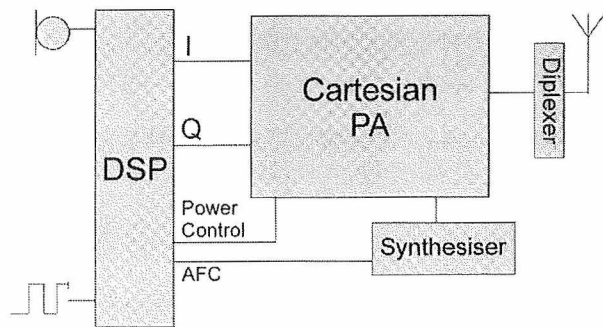 I
Cartesian
PA
Diplexer
Q
DSP
Power
Control
Synthesiser
AFC